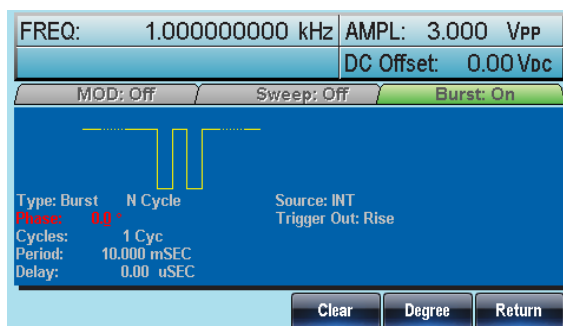 FREQ: 1.000000000 kHz AMPL: 3.000 VPP
DC Offset: 0.00 VDC
MOD: Off Sweep: Off Burst: On
Type: Burst N Cycle Source: INT
Phase: 0.0 ° Trigger Out: Rise
Cycles: 1 Cyc
Period: 10.000 mSEC
Delay: 0.00 uSEC
Clear Degree Return